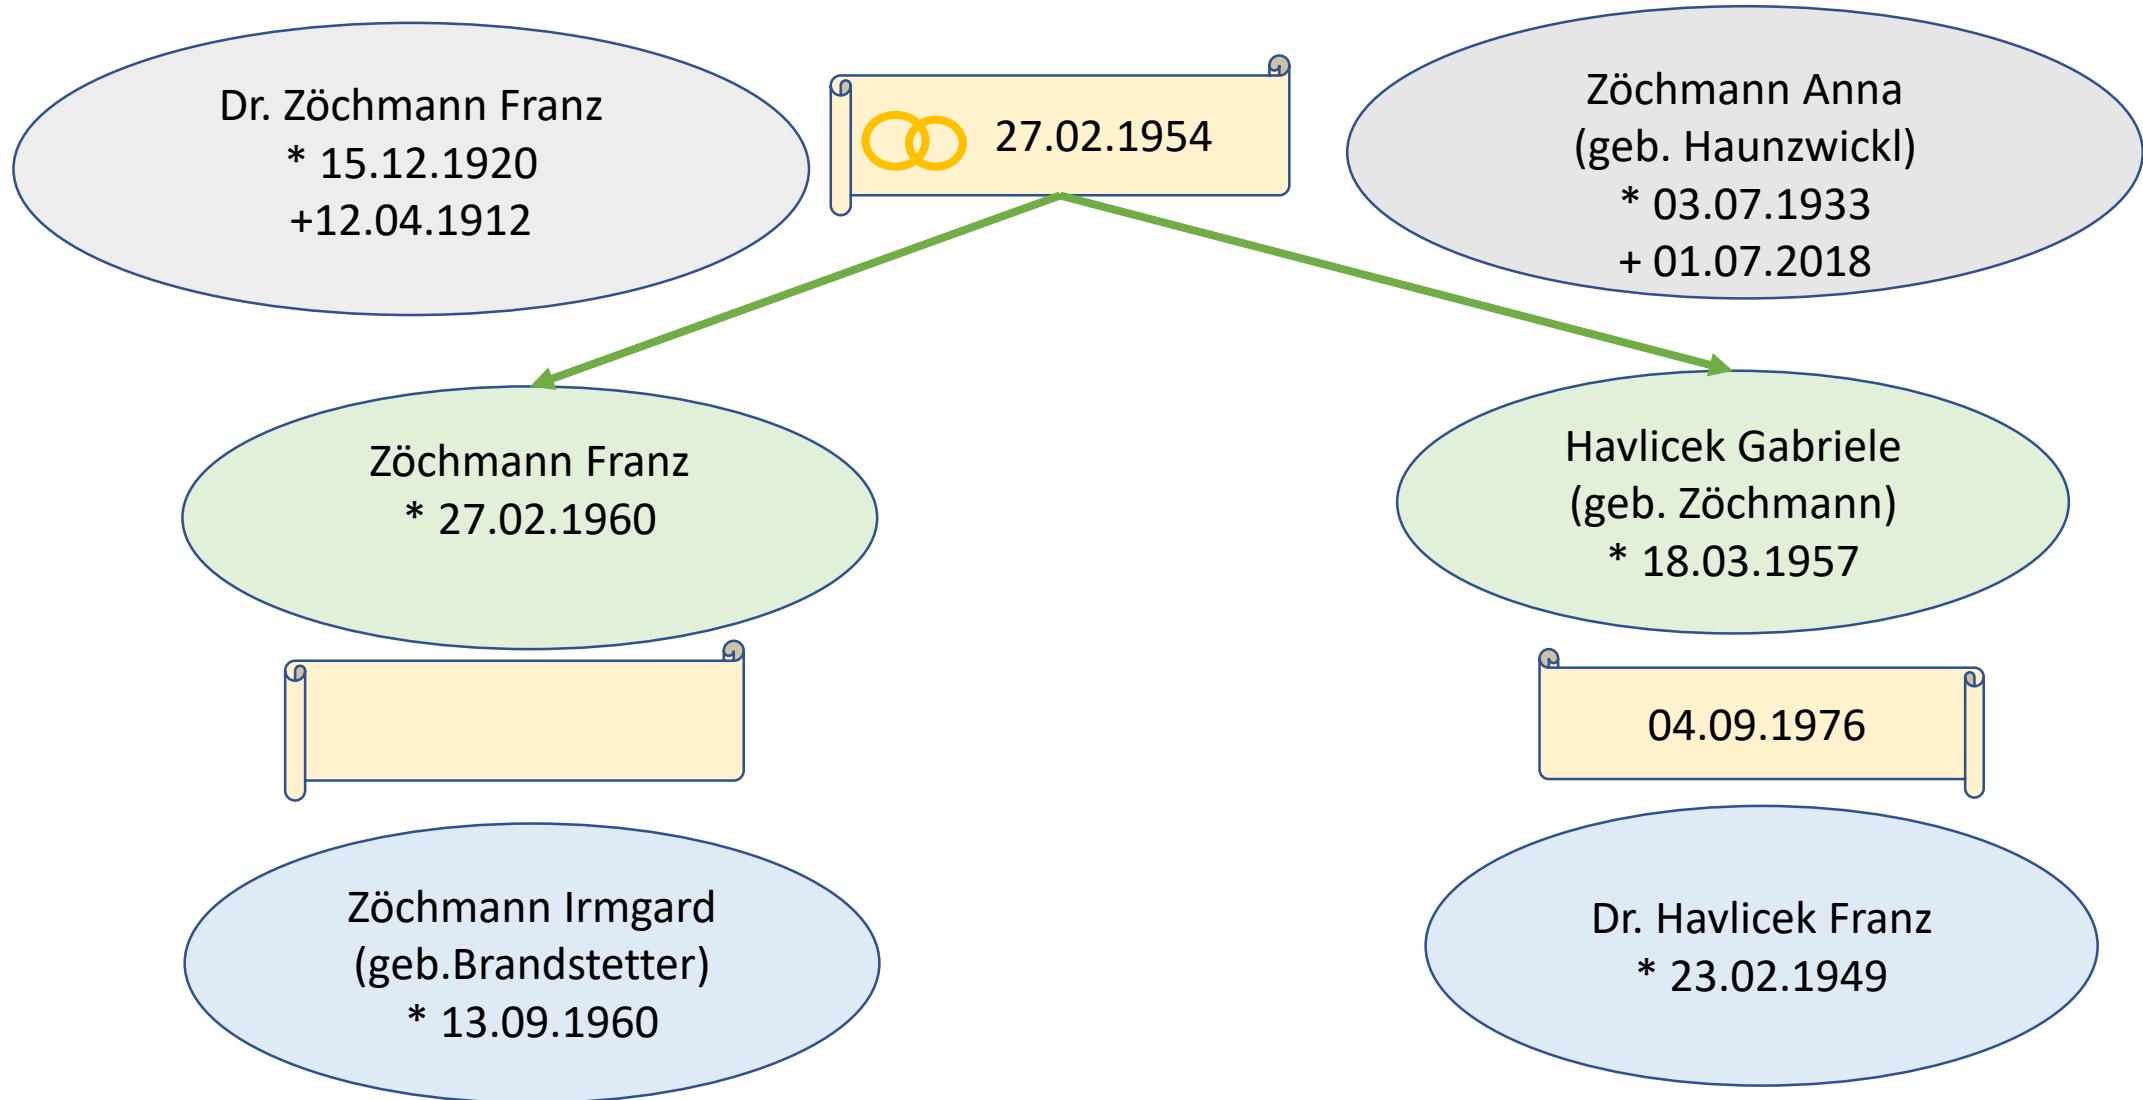 Dr. Zöchmann Franz
* 15.12.1920
+12.04.1912
27.02.1954
Zöchmann Anna
(geb. Haunzwickl)
* 03.07.1933
+ 01.07.2018
Zöchmann Franz
* 27.02.1960
Havlicek Gabriele
(geb. Zöchmann)
* 18.03.1957
04.09.1976
Zöchmann Irmgard
(geb.Brandstetter)
* 13.09.1960
Dr. Havlicek Franz
* 23.02.1949